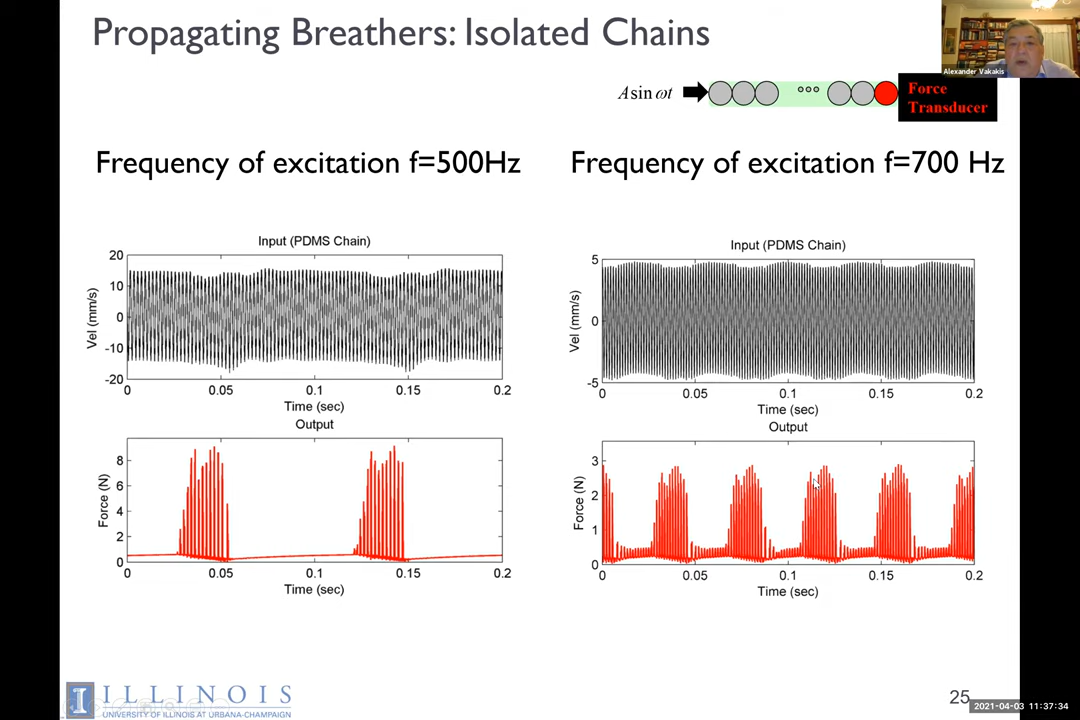 Propagating Breathers: Isolated Chains
Alexander Vakakis
A sin ωt
Force
Transducer
Frequency of excitation f=500Hz
Frequency of excitation f=700 Hz
Input (PDMS Chain)
20
10
0
-10
-20
Vel (mm/s)
0 0.05 0.1 0.15 0.2
Time (sec)
Output
8
6
4
2
0
Force (N)
0 0.05 0.1 0.15 0.2
Time (sec)
Input (PDMS Chain)
5
0
-5
Vel (mm/s)
0 0.05 0.1 0.15 0.2
Time (sec)
Output
3
2
1
0
Force (N)
0 0.05 0.1 0.15 0.2
Time (sec)
I ILLINOIS
UNIVERSITY OF ILLINOIS AT URBANA-CHAMPAIGN
25
2021-04-03 11:37:34